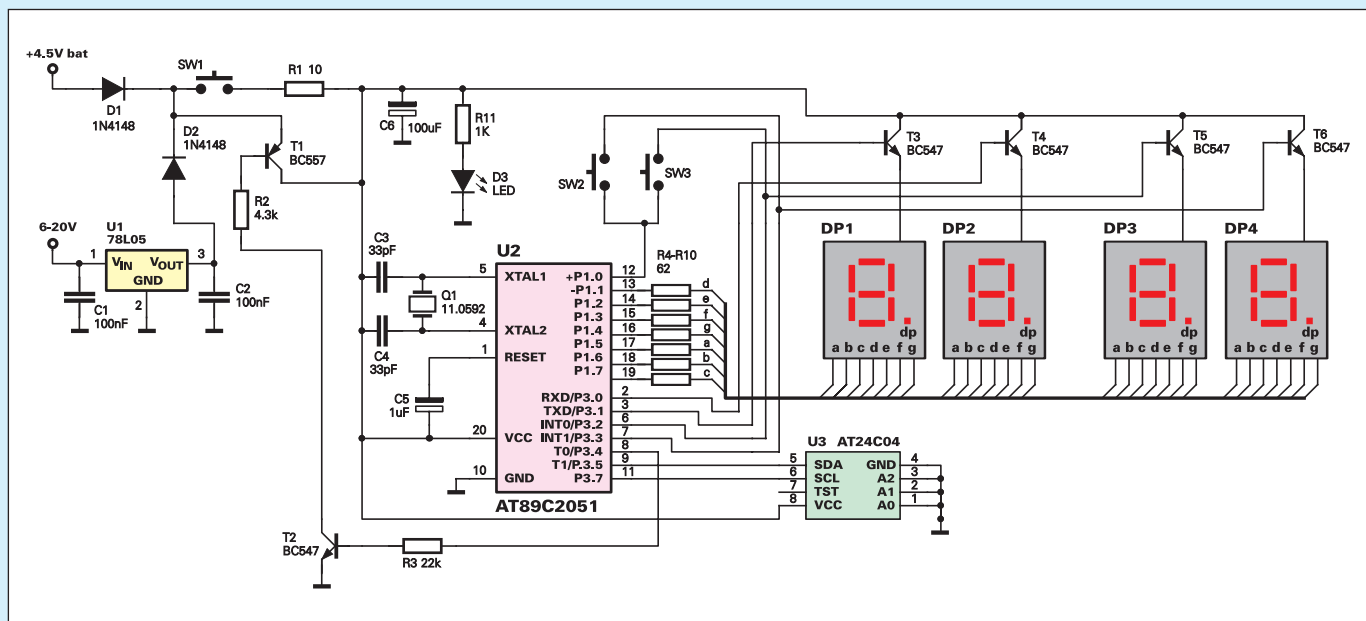 +4.5V bat
D1
1N4148
SW1
R1 10
D2
1N4148
T1
BC557
R2
4.3k
C6
100uF
R11
1K
D3
LED
SW2
SW3
T3
BC547
T4
BC547
T5
BC547
T6
BC547
6-20V
U1
78L05
1
VIN
VOUT
3
GND
2
C1
100nF
C2
100nF
C3
33pF
Q1
11.0592
C4
33pF
C5
1uF
U2
5
XTAL1
4
XTAL2
1
RESET
20
VCC
10
GND
+P1.0
12
-P1.1
13
P1.2
14
P1.3
15
P1.4
16
P1.5
17
P1.6
18
P1.7
19
RXD/P3.0
2
TXD/P3.1
3
INT0/P3.2
6
INT1/P3.3
7
T0/P3.4
8
T1/P.3.5
9
P3.7
11
AT89C2051
R4-R10
62
d
e
f
g
a
b
c
DP1
dp
a b c d e f g
DP2
dp
a b c d e f g
DP3
dp
a b c d e f g
DP4
dp
a b c d e f g
U3 AT24C04
5 SDA GND 4
6 SCL A2 3
7 TST A1 2
8 VCC A0 1
T2
BC547
R3 22k